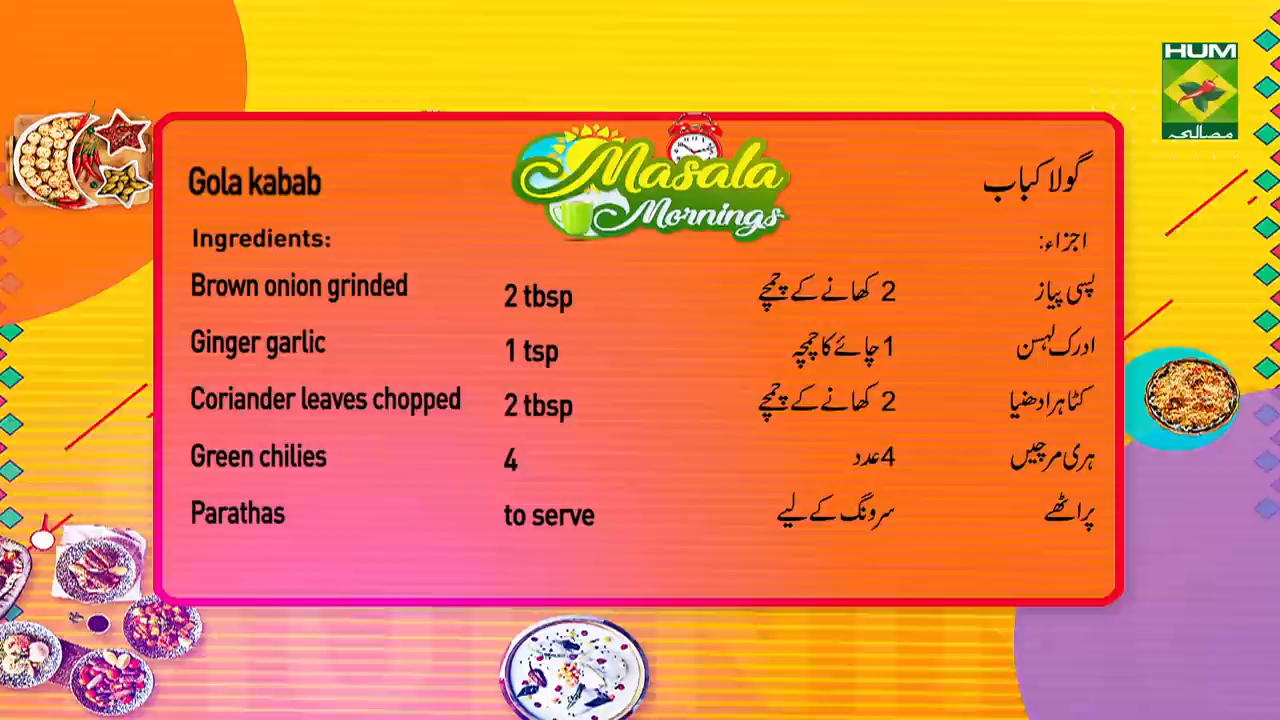 HUM
مصالحہ
Masala
Mornings
Gola kabab گولا کباب
Ingredients: اجزاء:
Brown onion grinded 2 tbsp 2 کھانے کے چمچے پسی پیاز
Ginger garlic 1 tsp 1 چائے کا چمچہ ادرک لہسن
Coriander leaves chopped 2 tbsp 2 کھانے کے چمچے کٹا ہرا دھنیا
Green chilies 4 4 عدد ہری مرچیں
Parathas to serve سرونگ کے لیے پراٹھے